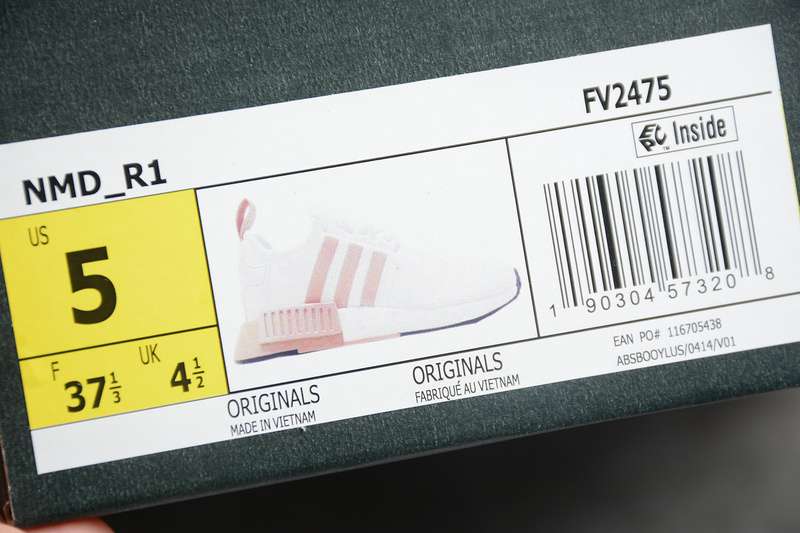 NMD_R1
FV2475
EPC™ Inside
US
5
F 37⅓
UK 4½
1 90304 57320 8
ORIGINALS
MADE IN VIETNAM
ORIGINALS
FABRIQUÉ AU VIETNAM
EAN PO# 116705438
ABSBOOYLUS/0414/V01